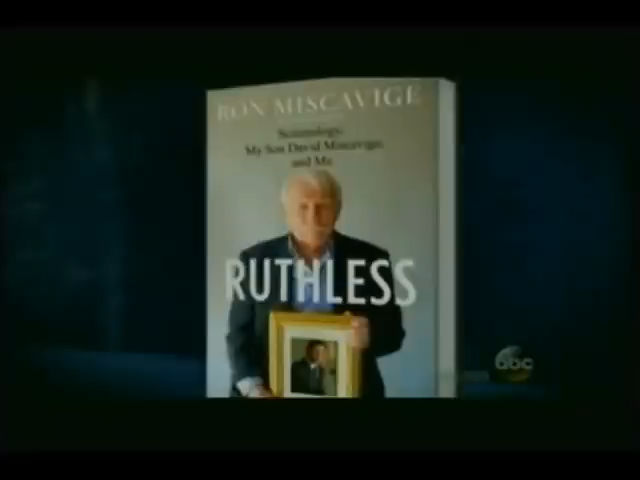 RON MISCAVIGE
Scientology,
My Son David Miscavige,
and Me
RUTHLESS
abc